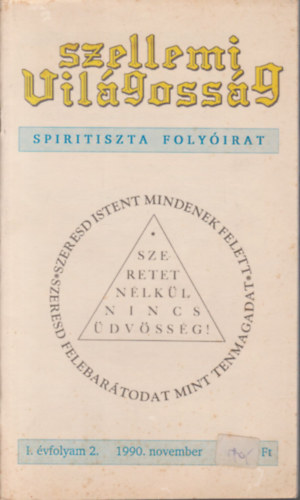 szellemi
Világosság
SPIRITISZTA FOLYÓIRAT
*SZERESD ISTENT MINDENEK FELETT*
SZERESD FELEBARÁTODAT MINT TENMAGADAT
SZE
RETET
NÉLKÜL
NINCS
ÜDVÖSSÉG!
I. évfolyam 2. 1990. november Ft